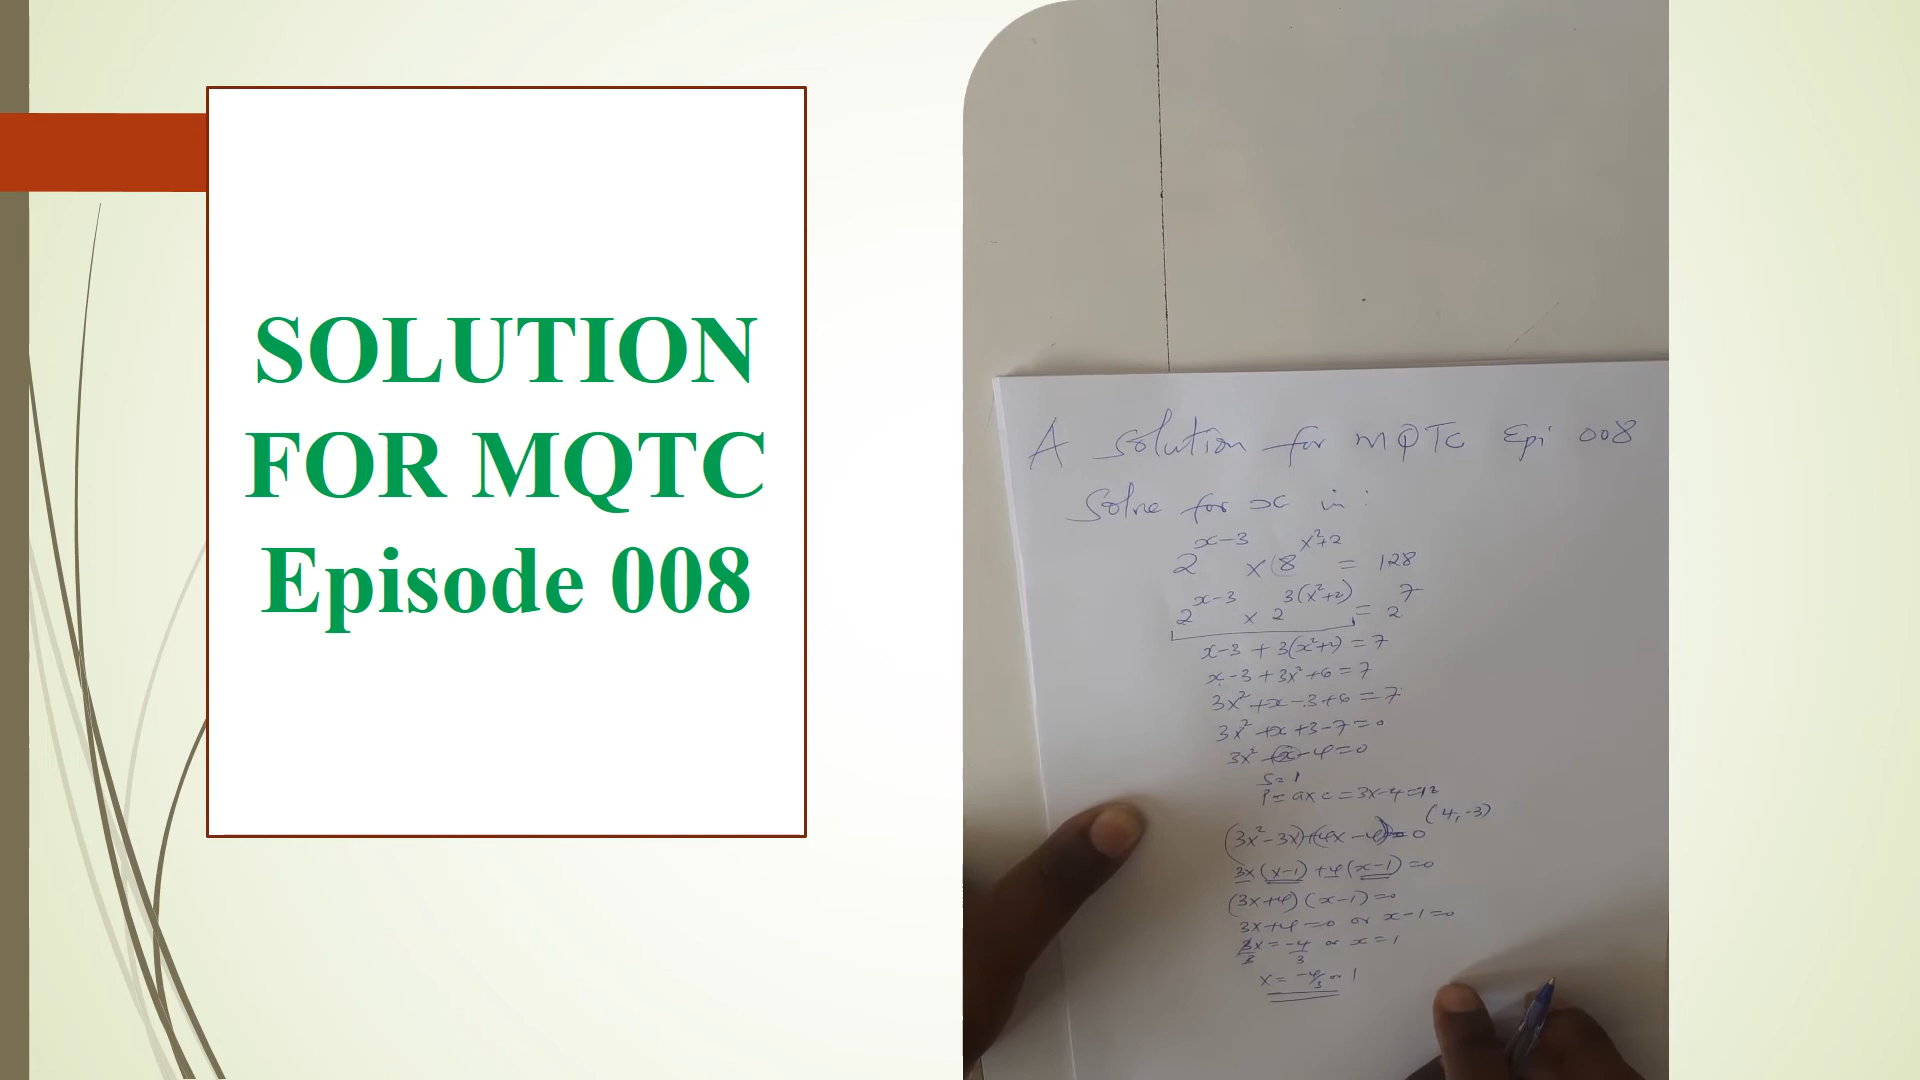 SOLUTION
FOR MQTC
Episode 008
A Solution for MQTC Epi 008
Solve for x in:
2^(x-3) × 8^(x²+2) = 128
2^(x-3) × 2^(3(x²+2)) = 2^7
x-3 + 3(x²+2) = 7
x-3+3x²+6 = 7
3x²+x-3+6 = 7
3x²+x+3-7=0
3x²+x-4=0
S=1
P= a×c = 3×-4 = -12
(4,-3)
(3x²-3x)+(4x-4)=0
3x(x-1)+4(x-1)=0
(3x+4)(x-1)=0
3x+4=0 or x-1=0
3x/3 = -4/3 or x=1
x = -4/3 or 1